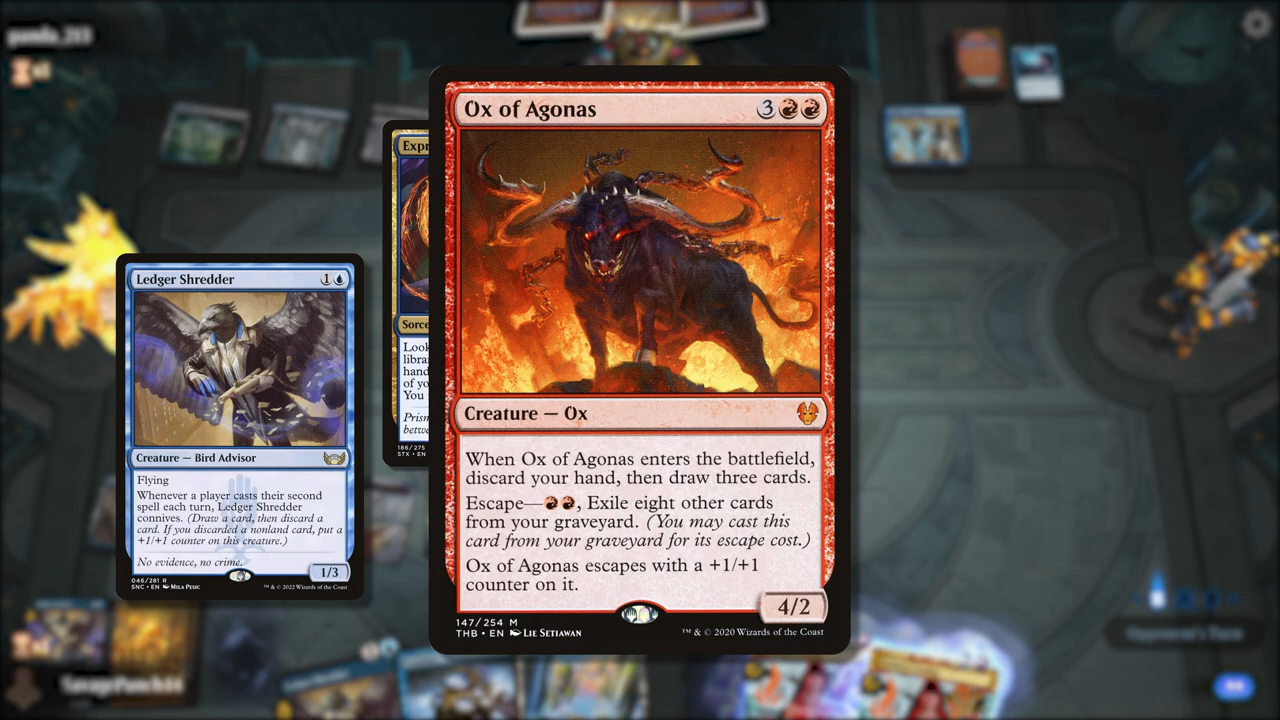 Ledger Shredder 1
Creature — Bird Advisor
Flying
Whenever a player casts their second
spell each turn, Ledger Shredder
connives. (Draw a card, then discard a
card. If you discarded a nonland card, put a
+1/+1 counter on this creature.)
No evidence, no crime.
1/3
046/281 R
SNC • EN Mila Pesic
™ & © 2022 Wizards of the Coast
Expr
Sorce
Look
librar
hand
of yo
You
Prism
betwe
186/275
STX • EN
Ox of Agonas 3
Creature — Ox
When Ox of Agonas enters the battlefield,
discard your hand, then draw three cards.
Escape—, Exile eight other cards
from your graveyard. (You may cast this
card from your graveyard for its escape cost.)
Ox of Agonas escapes with a +1/+1
counter on it.
4/2
147/254 M
THB • EN Lie Setiawan
™ & © 2020 Wizards of the Coast
Opponent's Turn